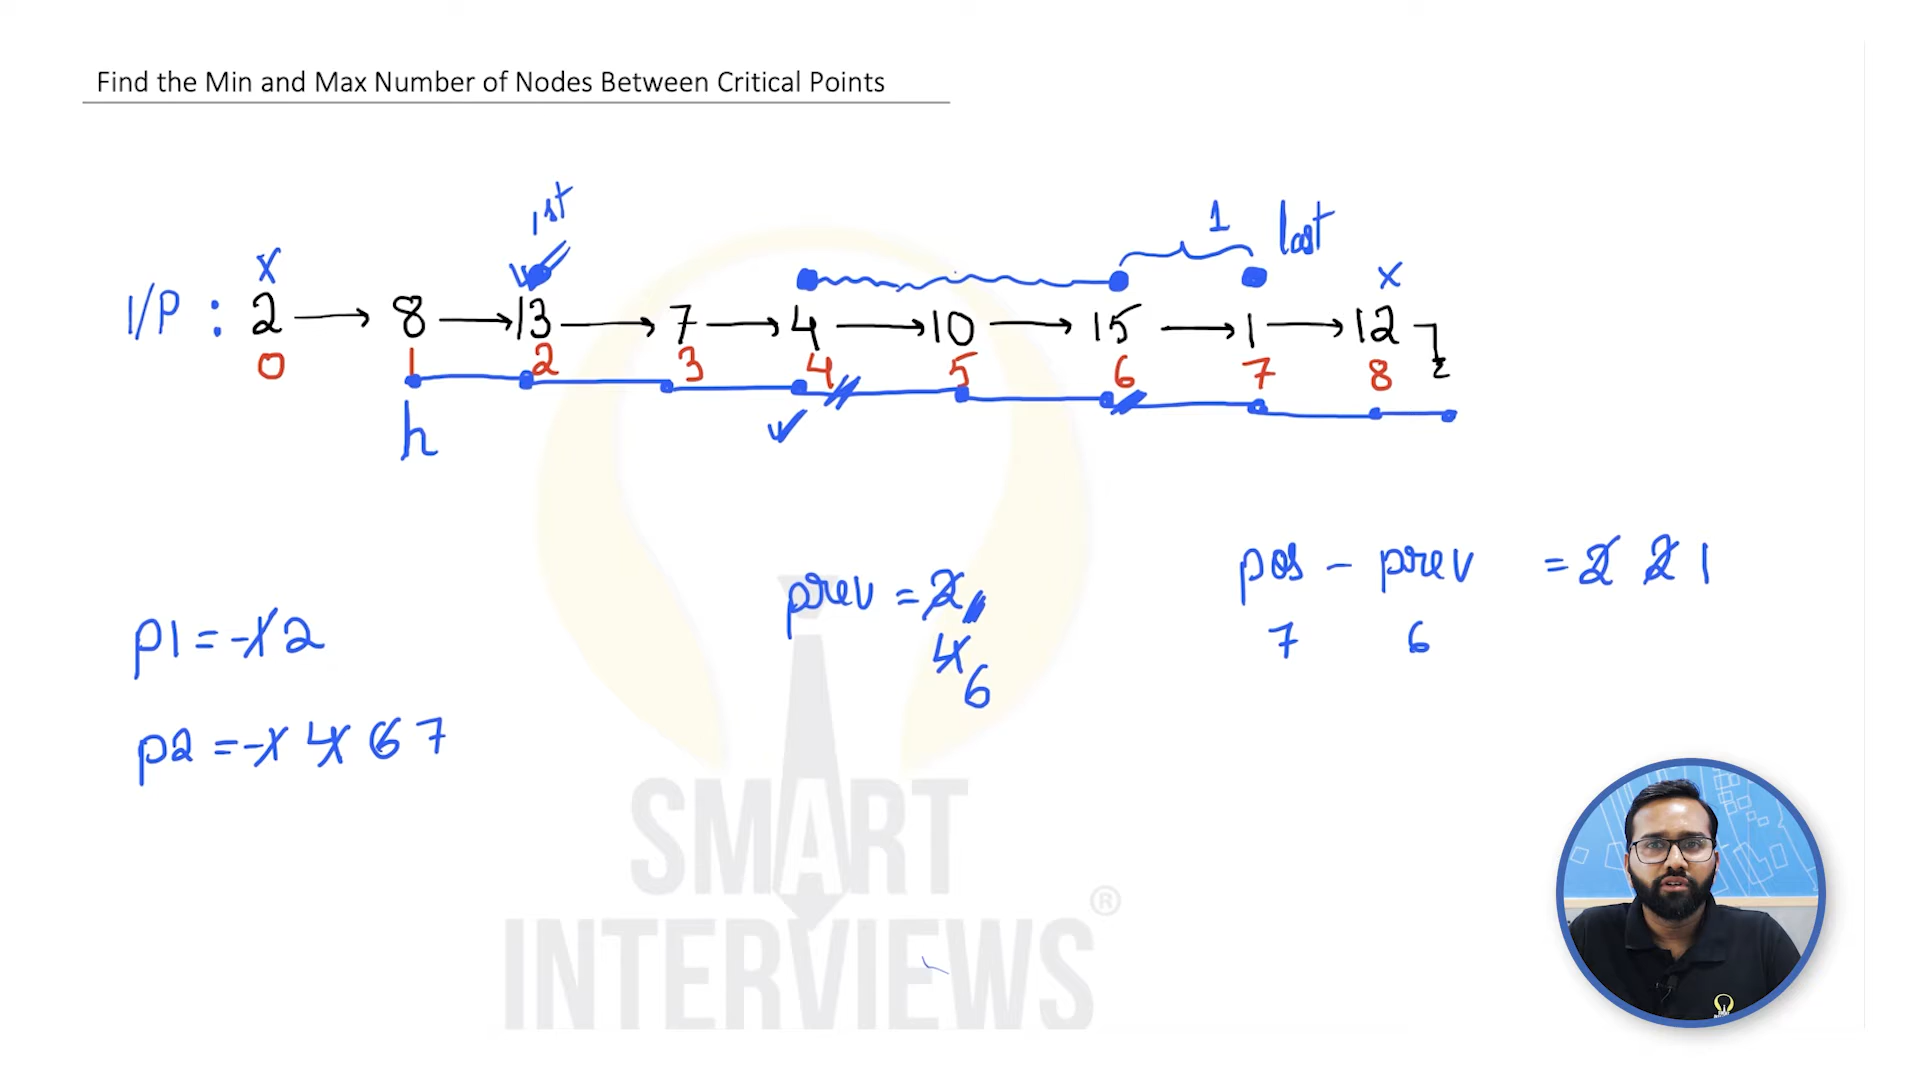 Find the Min and Max Number of Nodes Between Critical Points
1st
1
last
x
x
I/P : 2 → 8 → 13 → 7 → 4 → 10 → 15 → 1 → 12
0 1 2 3 4 5 6 7 8
h
pos - prev = 2 2 1
7 6
prev = 2
4
6
p1 = -1 2
p2 = -1 4 6 7
SMART
INTERVIEWS®